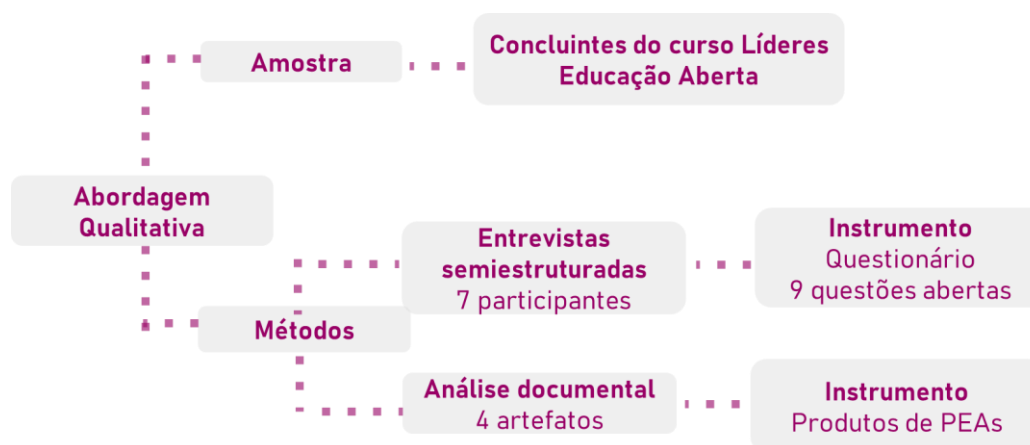 Amostra
Concluintes do curso Líderes
Educação Aberta
Abordagem
Qualitativa
Métodos
Entrevistas
semiestruturadas
7 participantes
Instrumento
Questionário
9 questões abertas
Análise documental
4 artefatos
Instrumento
Produtos de PEAs